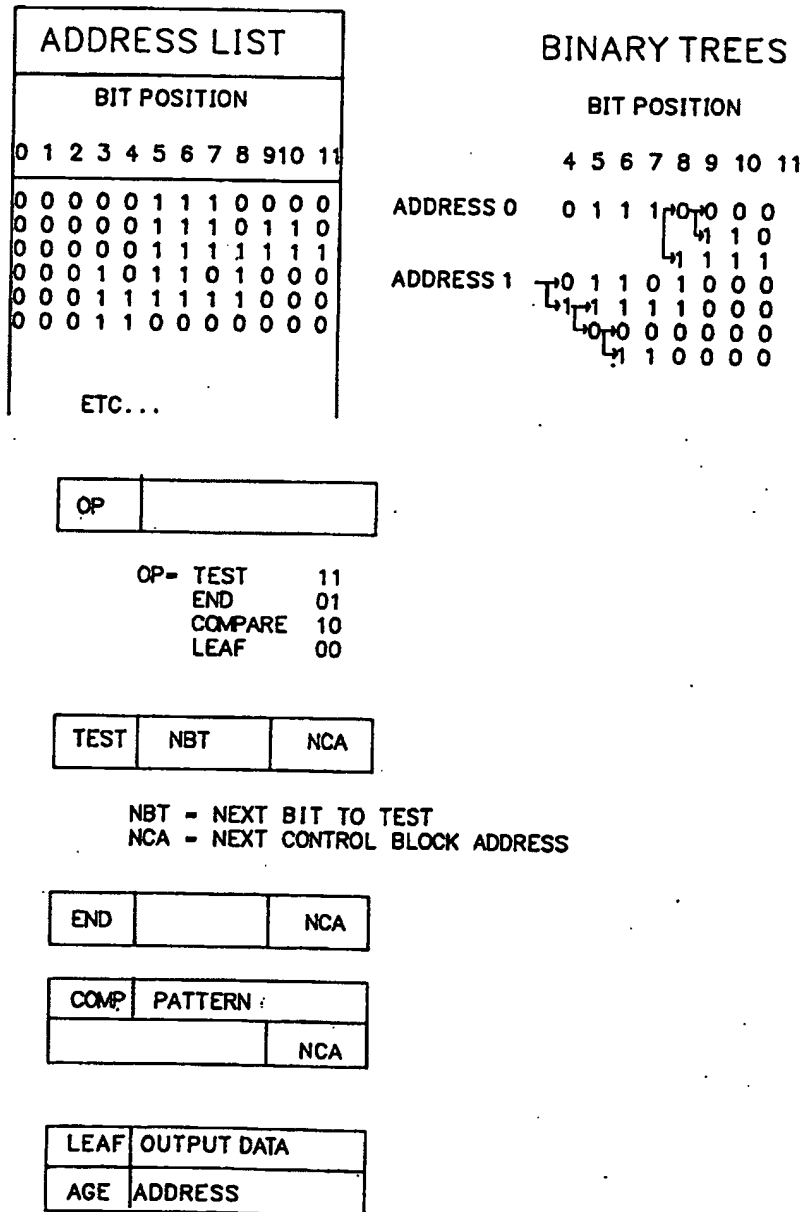 ADDRESS LIST
BIT POSITION
0 1 2 3 4 5 6 7 8 9 10 11
0 0 0 0 0 1 1 1 0 0 0 0
0 0 0 0 0 1 1 1 0 1 1 0
0 0 0 0 0 1 1 1 1 1 1 1
0 0 0 1 0 1 1 0 1 0 0 0
0 0 0 1 1 1 1 1 1 0 0 0
0 0 0 1 1 0 0 0 0 0 0 0
ETC...
BINARY TREES
BIT POSITION
4 5 6 7 8 9 10 11
ADDRESS 0 0 1 1 1 0 0 0 0
1 1 0
1 1 1 1
ADDRESS 1 0 1 1 0 1 0 0 0
1 1 1 1 1 0 0 0
0 0 0 0 0 0 0
1 1 0 0 0 0
OP
OP= TEST 11
END 01
COMPARE 10
LEAF 00
TEST NBT NCA
NBT = NEXT BIT TO TEST
NCA = NEXT CONTROL BLOCK ADDRESS
END NCA
COMP PATTERN
NCA
LEAF OUTPUT DATA
AGE ADDRESS